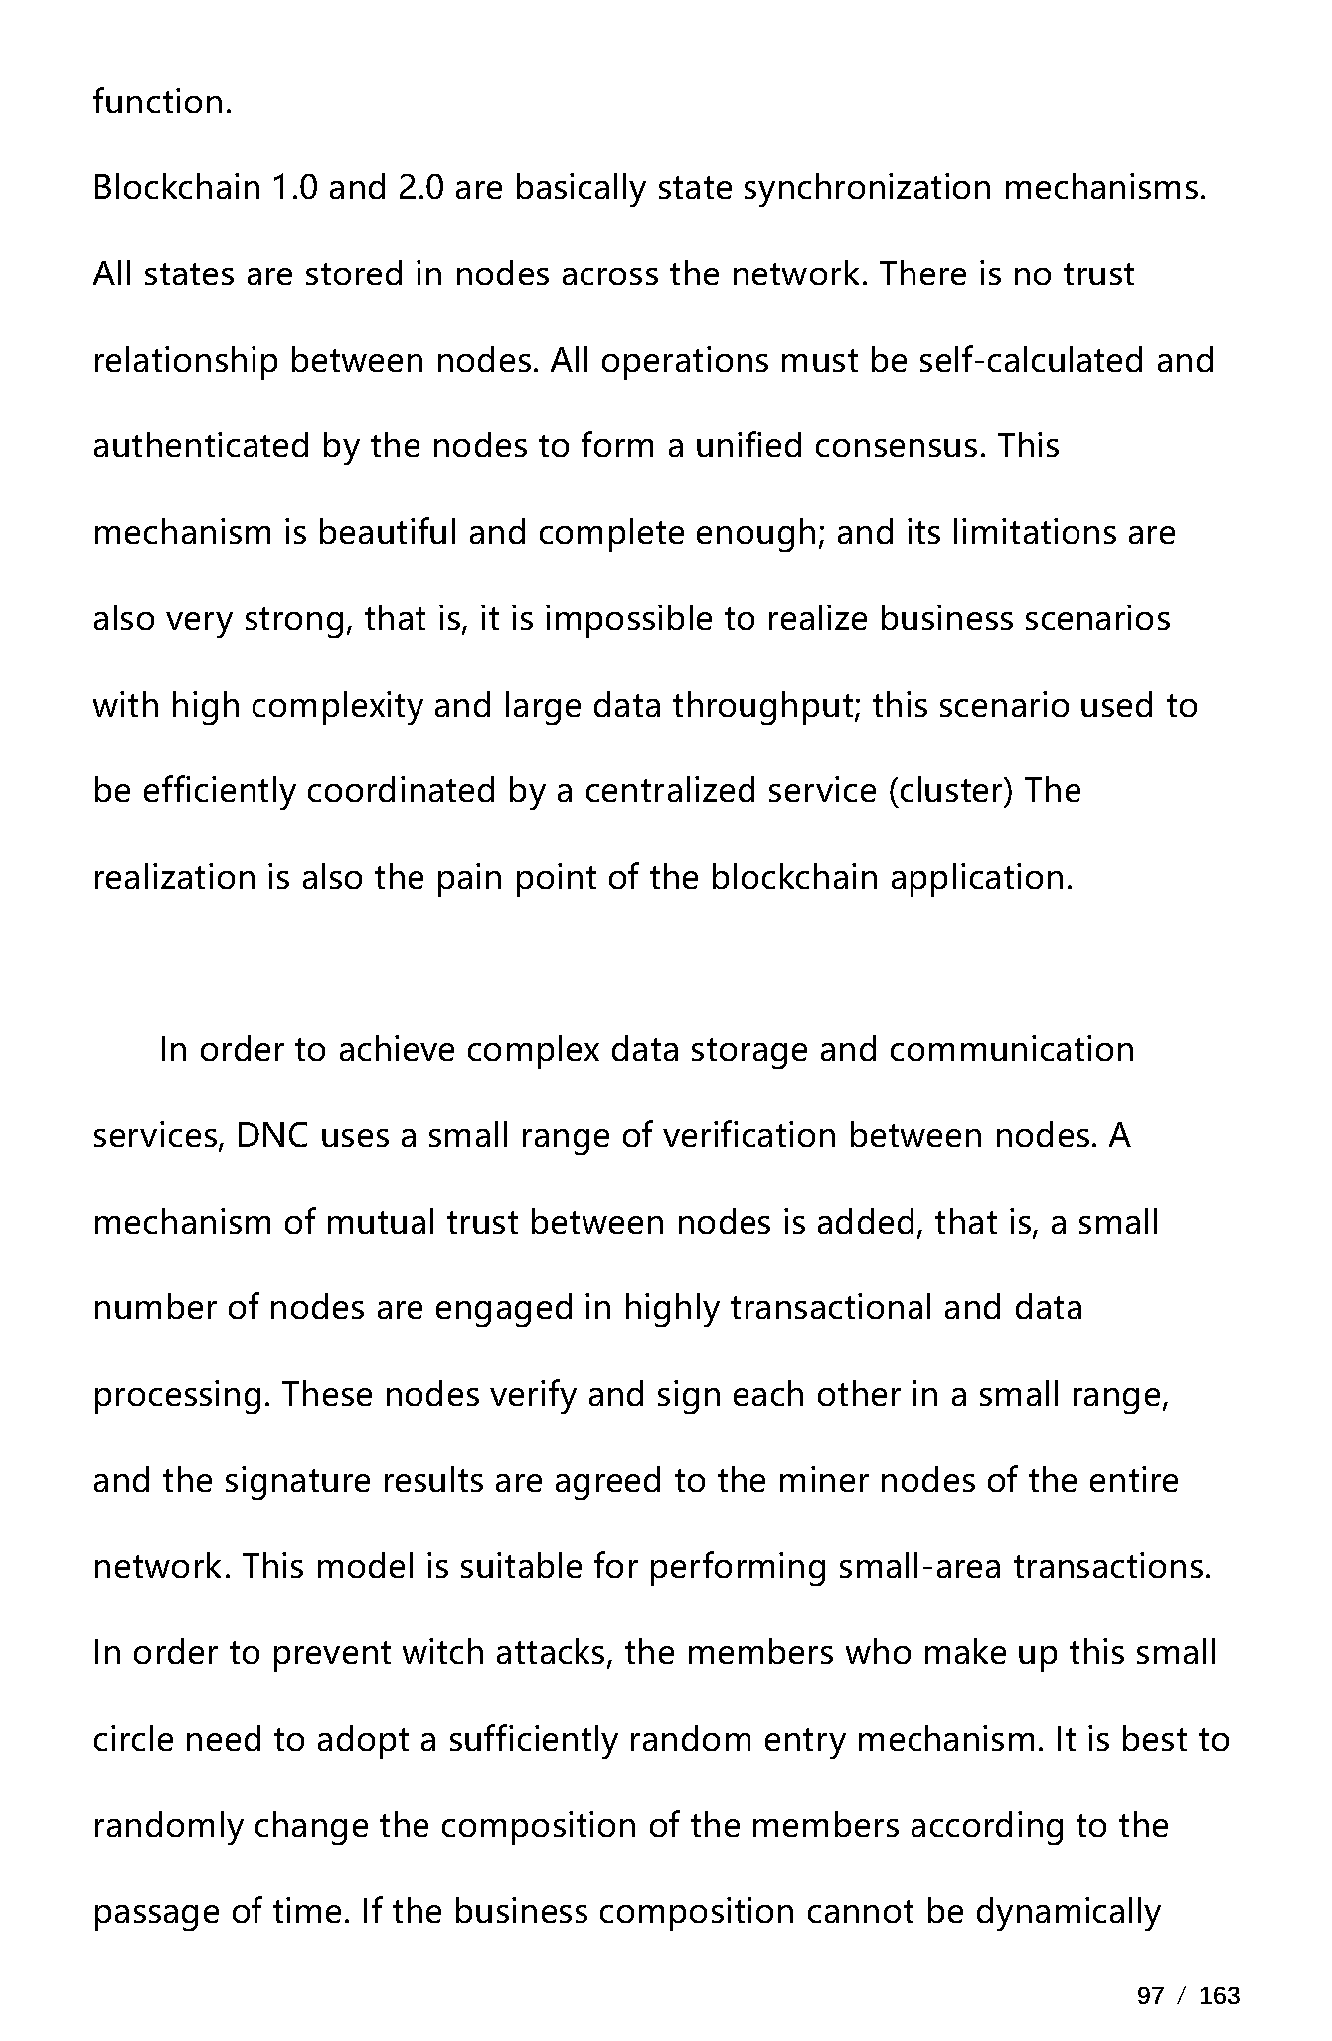 function.
Blockchain 1.0 and 2.0 are basically state synchronization mechanisms.
All states are stored in nodes across the network. There is no trust
relationship between nodes. All operations must be self-calculated and
authenticated by the nodes to form a unified consensus. This
mechanism is beautiful and complete enough; and its limitations are
also very strong, that is, it is impossible to realize business scenarios
with high complexity and large data throughput; this scenario used to
be efficiently coordinated by a centralized service (cluster) The
realization is also the pain point of the blockchain application.
In order to achieve complex data storage and communication
services, DNC uses a small range of verification between nodes. A
mechanism of mutual trust between nodes is added, that is, a small
number of nodes are engaged in highly transactional and data
processing. These nodes verify and sign each other in a small range,
and the signature results are agreed to the miner nodes of the entire
network. This model is suitable for performing small-area transactions.
In order to prevent witch attacks, the members who make up this small
circle need to adopt a sufficiently random entry mechanism. It is best to
randomly change the composition of the members according to the
passage of time. If the business composition cannot be dynamically
97 / 163